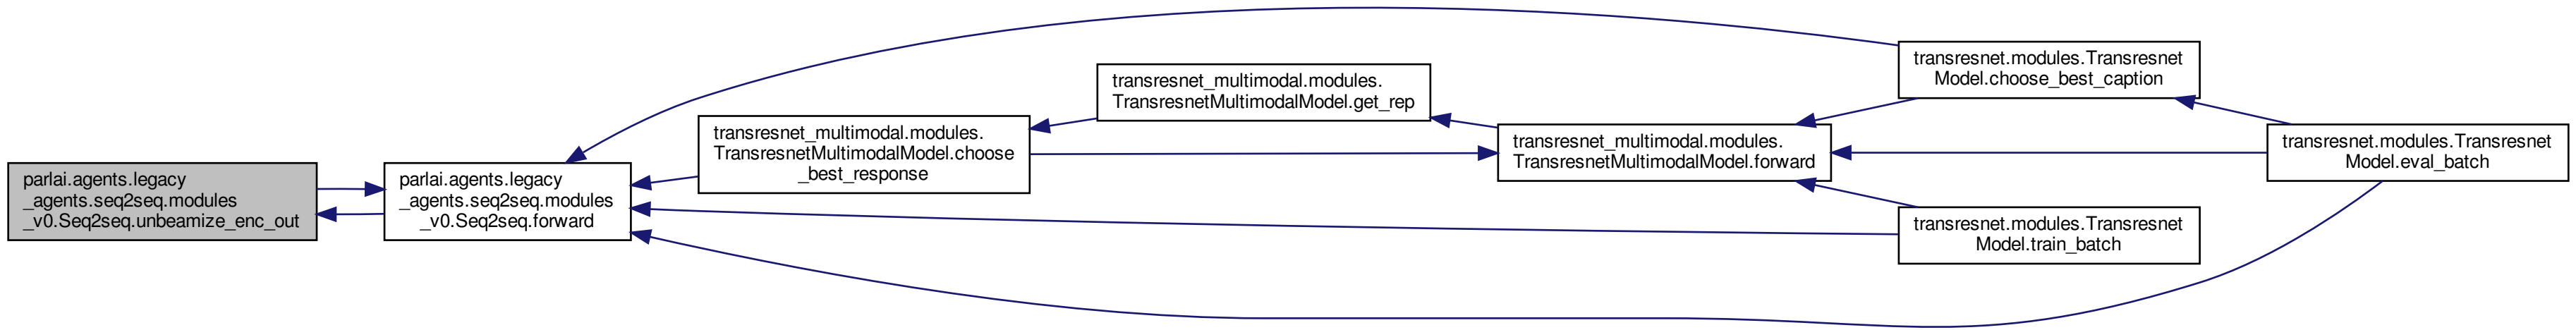 parlai.agents.legacy
_agents.seq2seq.modules
_v0.Seq2seq.unbeamize_enc_out
parlai.agents.legacy
_agents.seq2seq.modules
_v0.Seq2seq.forward
transresnet_multimodal.modules.
TransresnetMultimodalModel.choose
_best_response
transresnet_multimodal.modules.
TransresnetMultimodalModel.get_rep
transresnet_multimodal.modules.
TransresnetMultimodalModel.forward
transresnet.modules.Transresnet
Model.choose_best_caption
transresnet.modules.Transresnet
Model.train_batch
transresnet.modules.Transresnet
Model.eval_batch